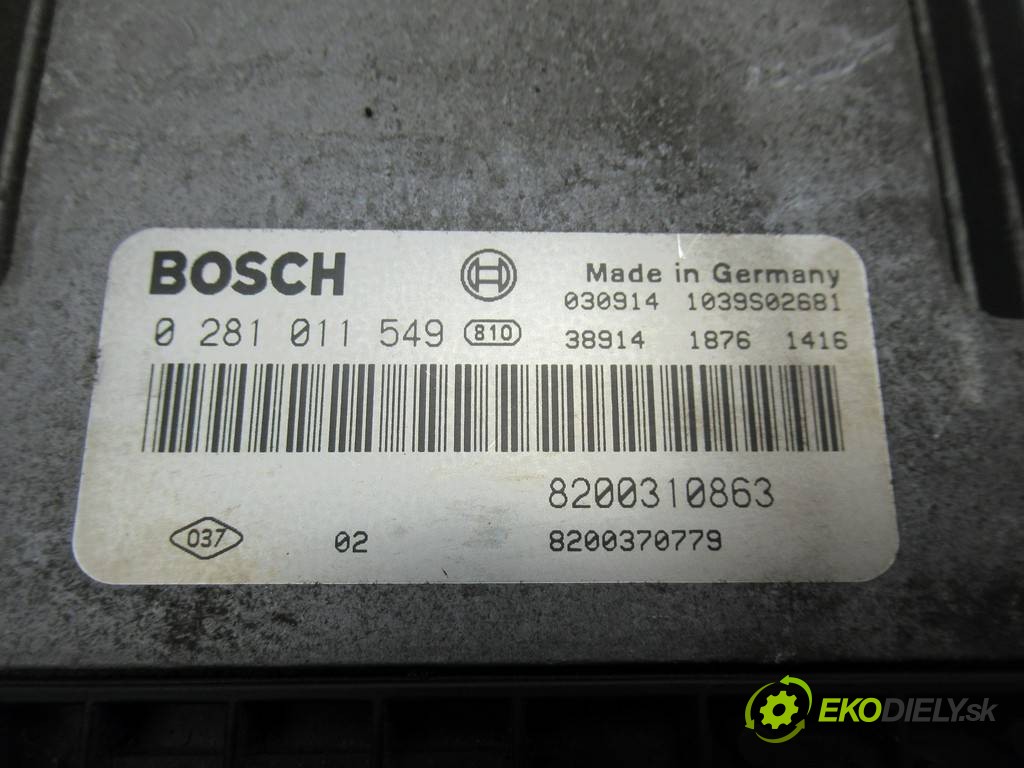 BOSCH
Made in Germany
030914 1039S02681
0 281 011 549 810
38914 1876 1416
8200310863
037 02 8200370779
EKODIELY.sk